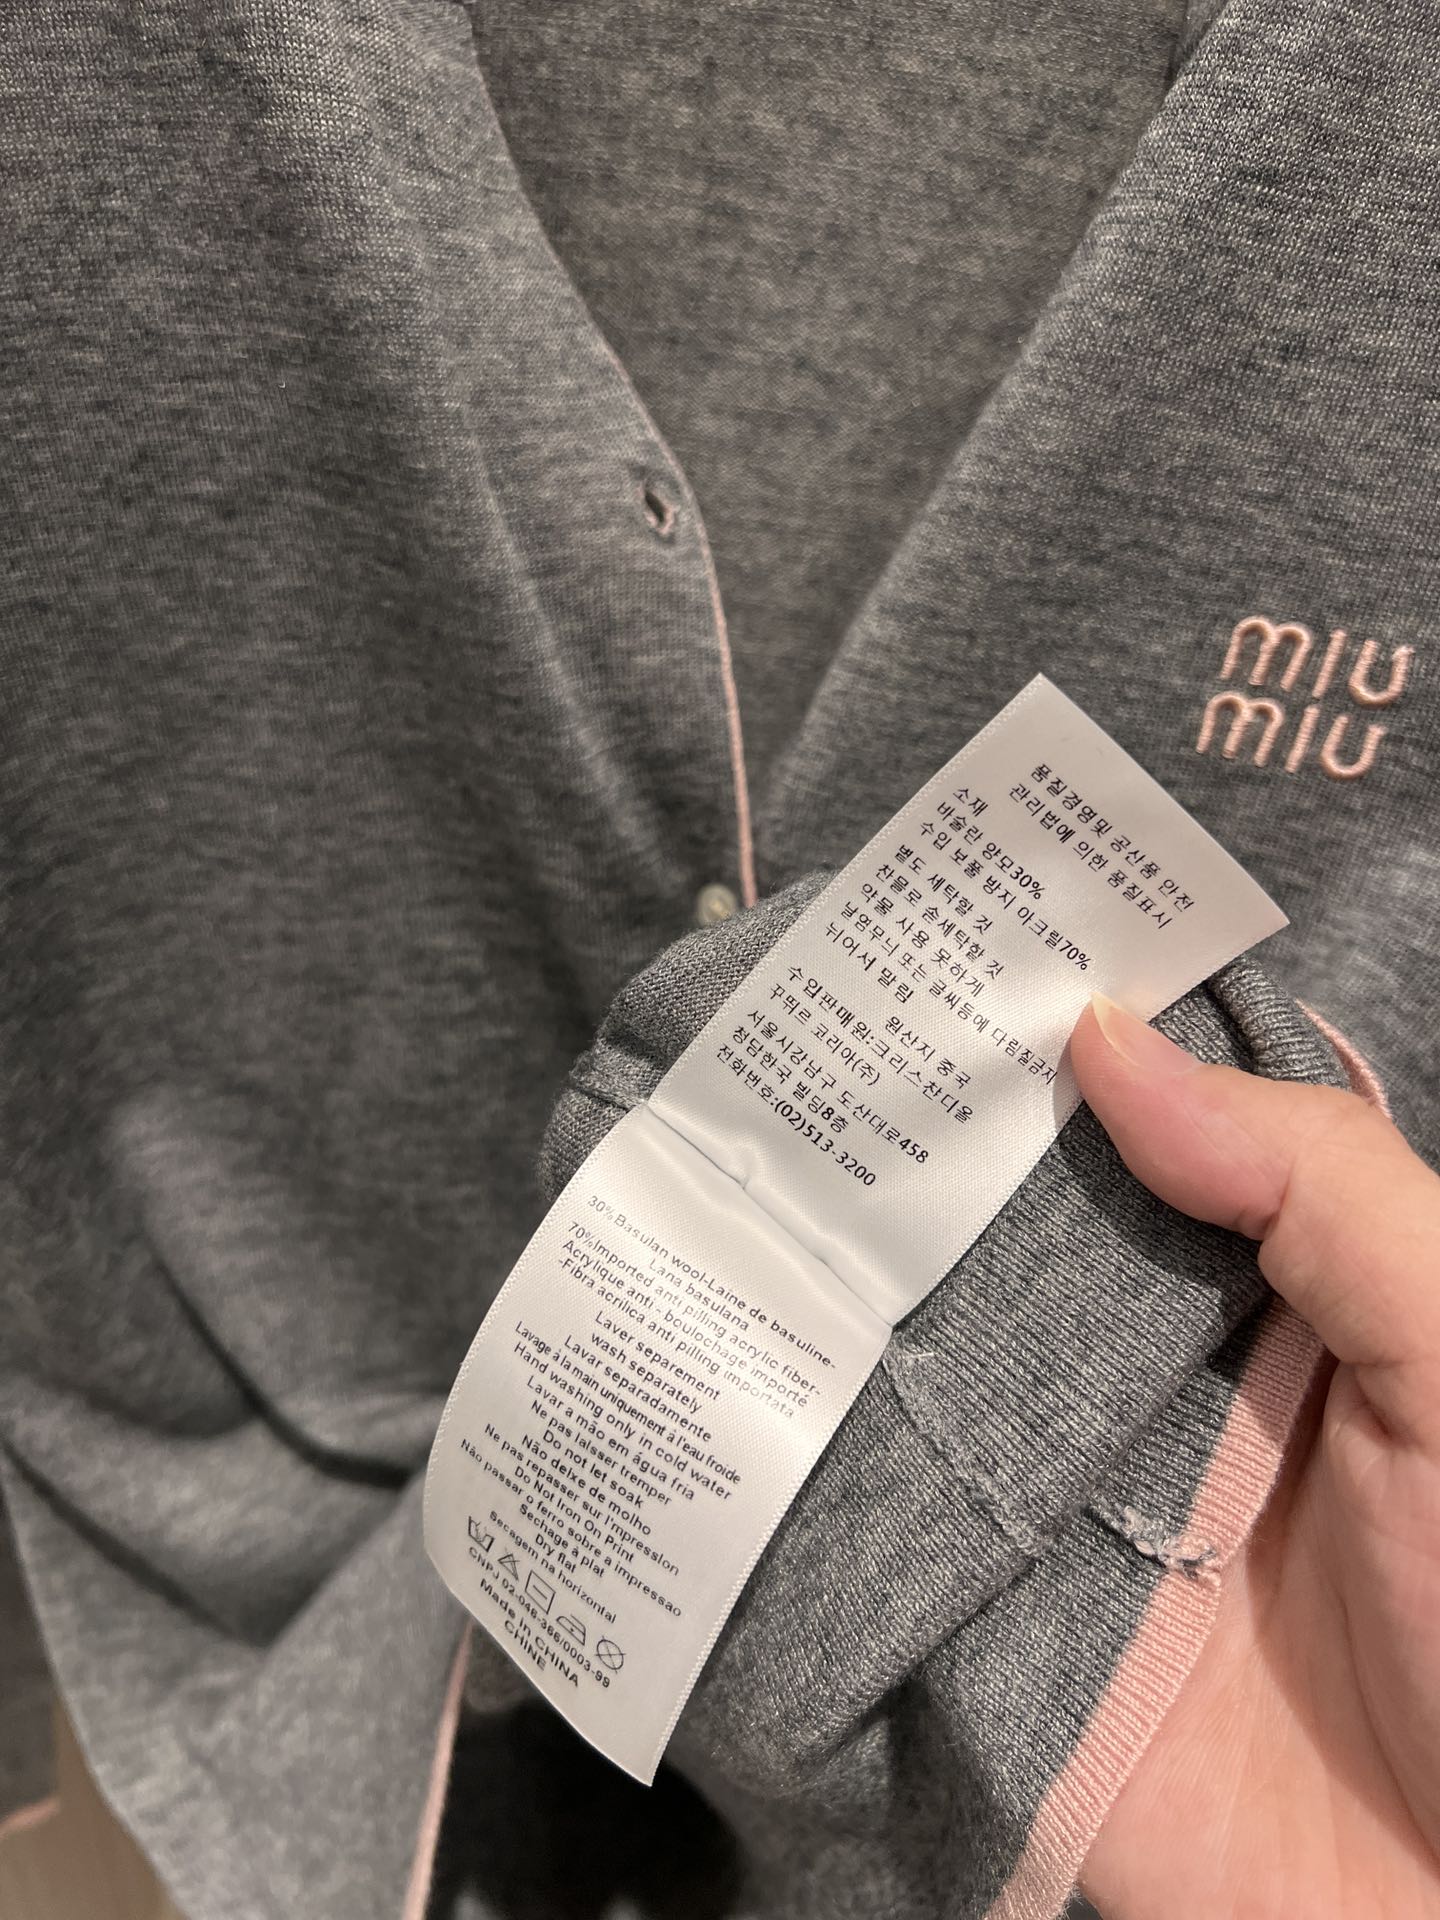 miu
miu
품질경영및 공산품 안전
관리법에 의한 품질표시
소재
바술란 양모30%
수입 보풀 방지 아크릴70%
별도 세탁할 것
찬물로 손세탁할 것
약물 사용 못하게
날염무늬 또는 글씨등에 다림질금지
뉘어서 말림
원산지 중국
수입판매원:크리스찬디올
꾸뛰르 코리아(주)
서울시강남구 도산대로458
청담한국 빌딩8층
전화번호:(02)513-3200
30%Basulan wool-Laine de basuline-
Lana basulana
70%Imported anti pilling acrylic fiber-
Acrylique anti - boulochage importé
-Fibra acrílica anti pilling importata
Laver separement
wash separately
Lavar separadamente
Lavage à la main uniquement à l'eau froide
Hand washing only in cold water
Lavar a mão em água fria
Ne pas laisser tremper
Do not let soak
Não deixe de molho
Ne pas repasser sur l'mpression
Do Not Iron On Print
Não passar o ferro sobre a impressao
Sechage à plat
Dry flat
Secagem na horizontal
CNPJ 02-046-366/0003-99
Made in CHINA
CHINE